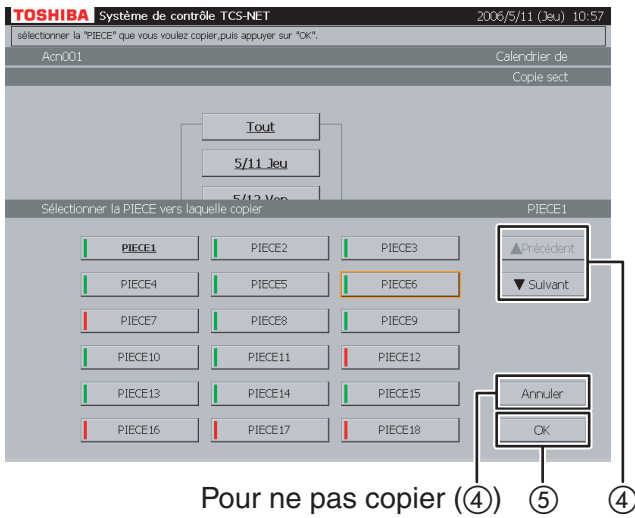 TOSHIBA Système de contrôle TCS-NET 2006/5/11 (Jeu) 10:57
sélectionner la "PIECE" que vous voulez copier,puis appuyer sur "OK".
Acn001 Calendrier de
Copie sect
Tout
5/11 Jeu
5/12 Ven
Sélectionner la PIECE vers laquelle copier PIECE1
PIECE1 PIECE2 PIECE3 ▲Précédent
PIECE4 PIECE5 PIECE6 ▼ Suivant
PIECE7 PIECE8 PIECE9
PIECE10 PIECE11 PIECE12
PIECE13 PIECE14 PIECE15 Annuler
PIECE16 PIECE17 PIECE18 OK
Pour ne pas copier (④) ⑤ ④